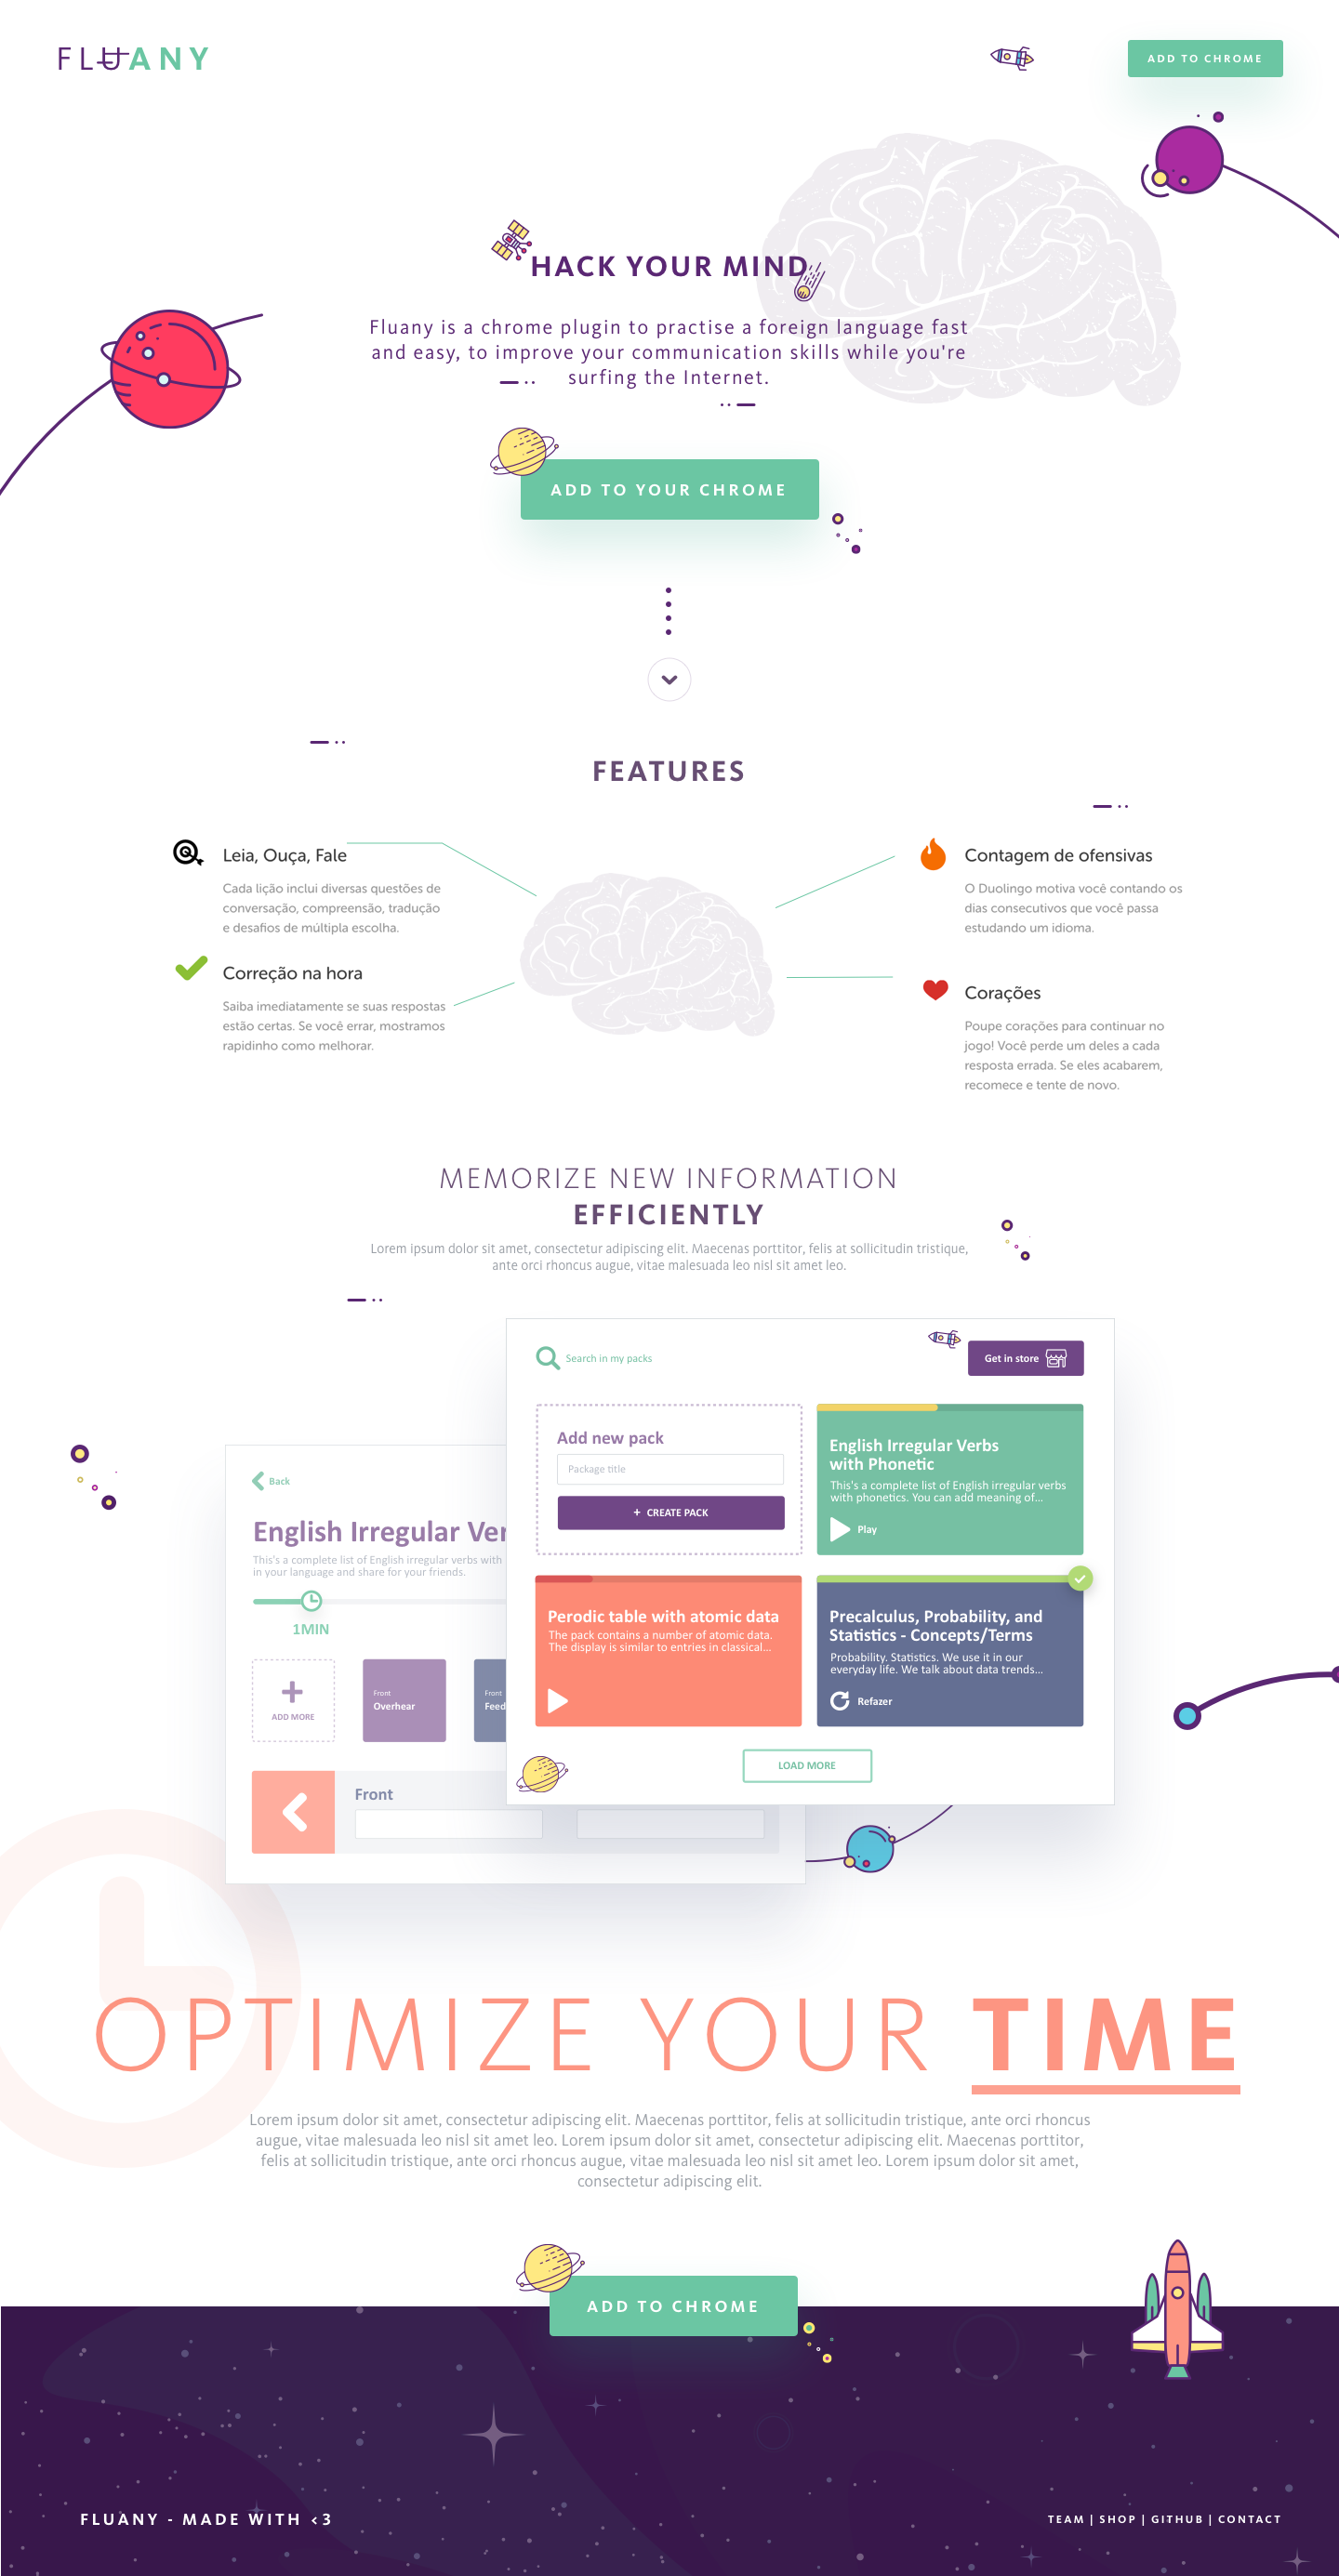 FLUANY
ADD TO CHROME
HACK YOUR MIND
Fluany is a chrome plugin to practise a foreign language fast
and easy, to improve your communication skills while you're
surfing the Internet.
ADD TO YOUR CHROME
FEATURES
Leia, Ouça, Fale
Cada lição inclui diversas questões de
conversação, compreensão, tradução
e desafios de múltipla escolha.
Correção na hora
Saiba imediatamente se suas respostas
estão certas. Se você errar, mostramos
rapidinho como melhorar.
Contagem de ofensivas
O Duolingo motiva você contando os
dias consecutivos que você passa
estudando um idioma.
Corações
Poupe corações para continuar no
jogo! Você perde um deles a cada
resposta errada. Se eles acabarem,
recomece e tente de novo.
MEMORIZE NEW INFORMATION
EFFICIENTLY
Lorem ipsum dolor sit amet, consectetur adipiscing elit. Maecenas porttitor, felis at sollicitudin tristique,
ante orci rhoncus augue, vitae malesuada leo nisl sit amet leo.
Search in my packs
Get in store
Add new pack
Package title
+ CREATE PACK
English Irregular Verbs
with Phonetic
This's a complete list of English irregular verbs
with phonetics. You can add meaning of...
Play
Perodic table with atomic data
The pack contains a number of atomic data.
The display is similar to entries in classical...
Precalculus, Probability, and
Statistics - Concepts/Terms
Probability. Statistics. We use it in our
everyday life. We talk about data trends...
Refazer
LOAD MORE
Back
English Irregular Ver
This's a complete list of English irregular verbs with
in your language and share for your friends.
1MIN
ADD MORE
Front
Overhear
Front
Feed
Front
OPTIMIZE YOUR TIME
Lorem ipsum dolor sit amet, consectetur adipiscing elit. Maecenas porttitor, felis at sollicitudin tristique, ante orci rhoncus
augue, vitae malesuada leo nisl sit amet leo. Lorem ipsum dolor sit amet, consectetur adipiscing elit. Maecenas porttitor,
felis at sollicitudin tristique, ante orci rhoncus augue, vitae malesuada leo nisl sit amet leo. Lorem ipsum dolor sit amet,
consectetur adipiscing elit.
ADD TO CHROME
FLUANY - MADE WITH <3
TEAM | SHOP | GITHUB | CONTACT